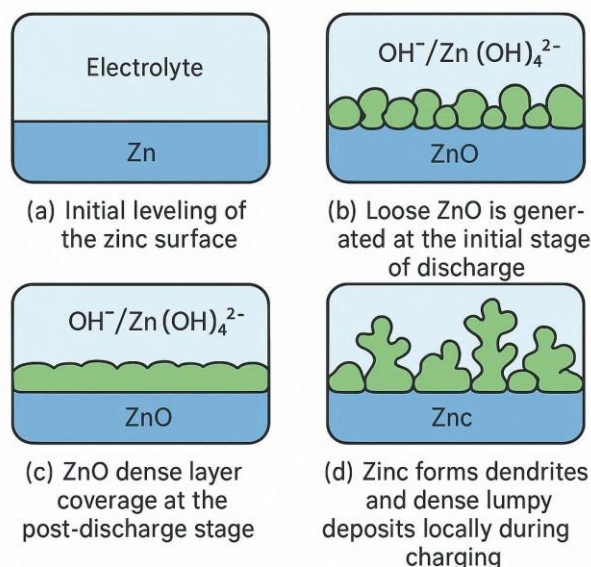 Electrolyte
Zn
(a) Initial leveling of
the zinc surface
OH⁻/Zn (OH)₄²⁻
ZnO
(b) Loose ZnO is gener-
ated at the initial stage
of discharge
OH⁻/Zn (OH)₄²⁻
ZnO
(c) ZnO dense layer
coverage at the
post-discharge stage
Znc
(d) Zinc forms dendrites
and dense lumpy
deposits locally during
charging